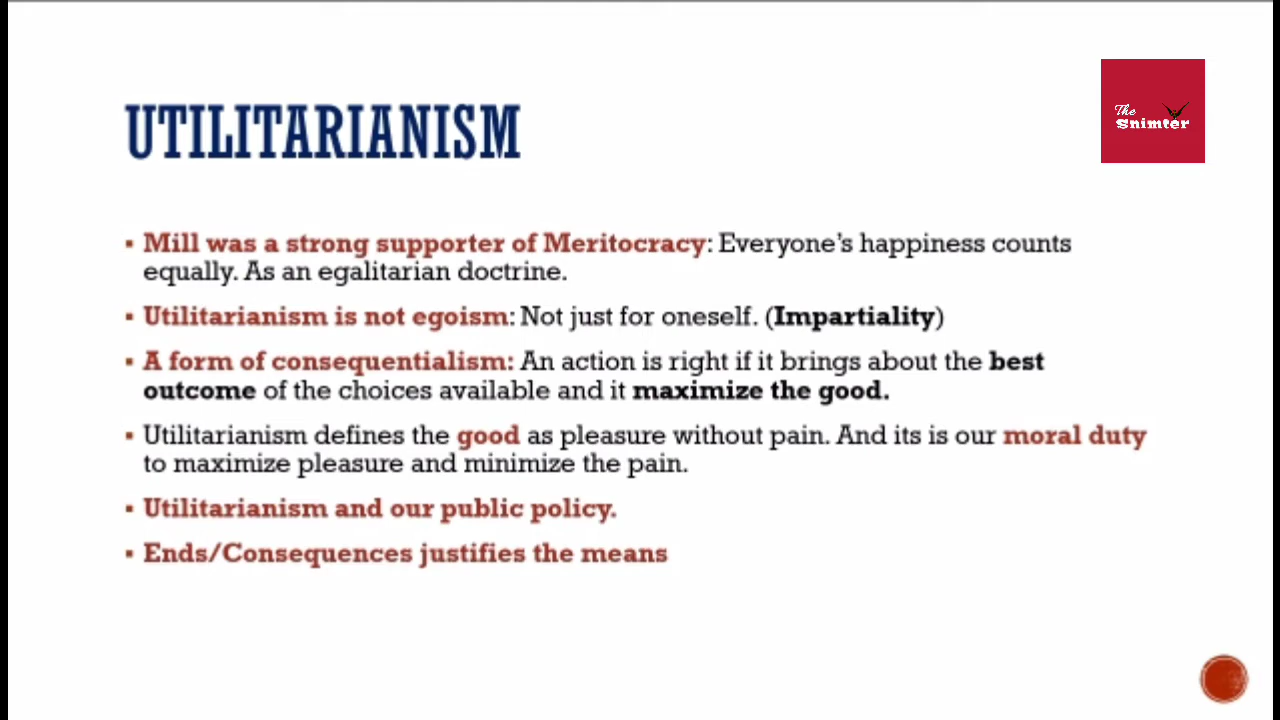 The
Snimter
UTILITARIANISM
▪ Mill was a strong supporter of Meritocracy: Everyone's happiness counts
equally. As an egalitarian doctrine.
▪ Utilitarianism is not egoism: Not just for oneself. (Impartiality)
▪ A form of consequentialism: An action is right if it brings about the best
outcome of the choices available and it maximize the good.
▪ Utilitarianism defines the good as pleasure without pain. And its is our moral duty
to maximize pleasure and minimize the pain.
▪ Utilitarianism and our public policy.
▪ Ends/Consequences justifies the means